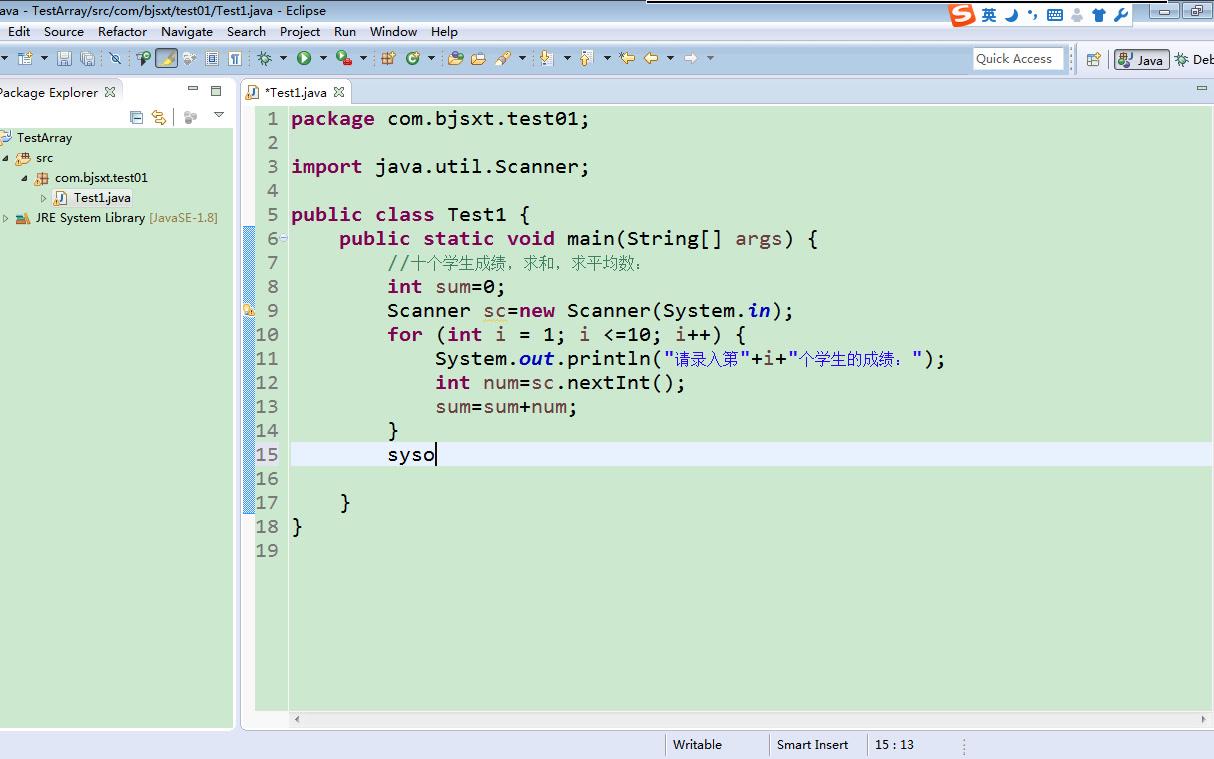 ava - TestArray/src/com/bjsxt/test01/Test1.java - Eclipse
英
Edit Source Refactor Navigate Search Project Run Window Help
Quick Access
Java
Deb
Package Explorer
*Test1.java
TestArray
src
com.bjsxt.test01
Test1.java
JRE System Library [JavaSE-1.8]
1 package com.bjsxt.test01;
2
3 import java.util.Scanner;
4
5 public class Test1 {
6 public static void main(String[] args) {
7 //十个学生成绩，求和，求平均数：
8 int sum=0;
9 Scanner sc=new Scanner(System.in);
10 for (int i = 1; i <=10; i++) {
11 System.out.println("请录入第"+i+"个学生的成绩：");
12 int num=sc.nextInt();
13 sum=sum+num;
14 }
15 syso
16
17 }
18 }
19
Writable
Smart Insert
15 : 13